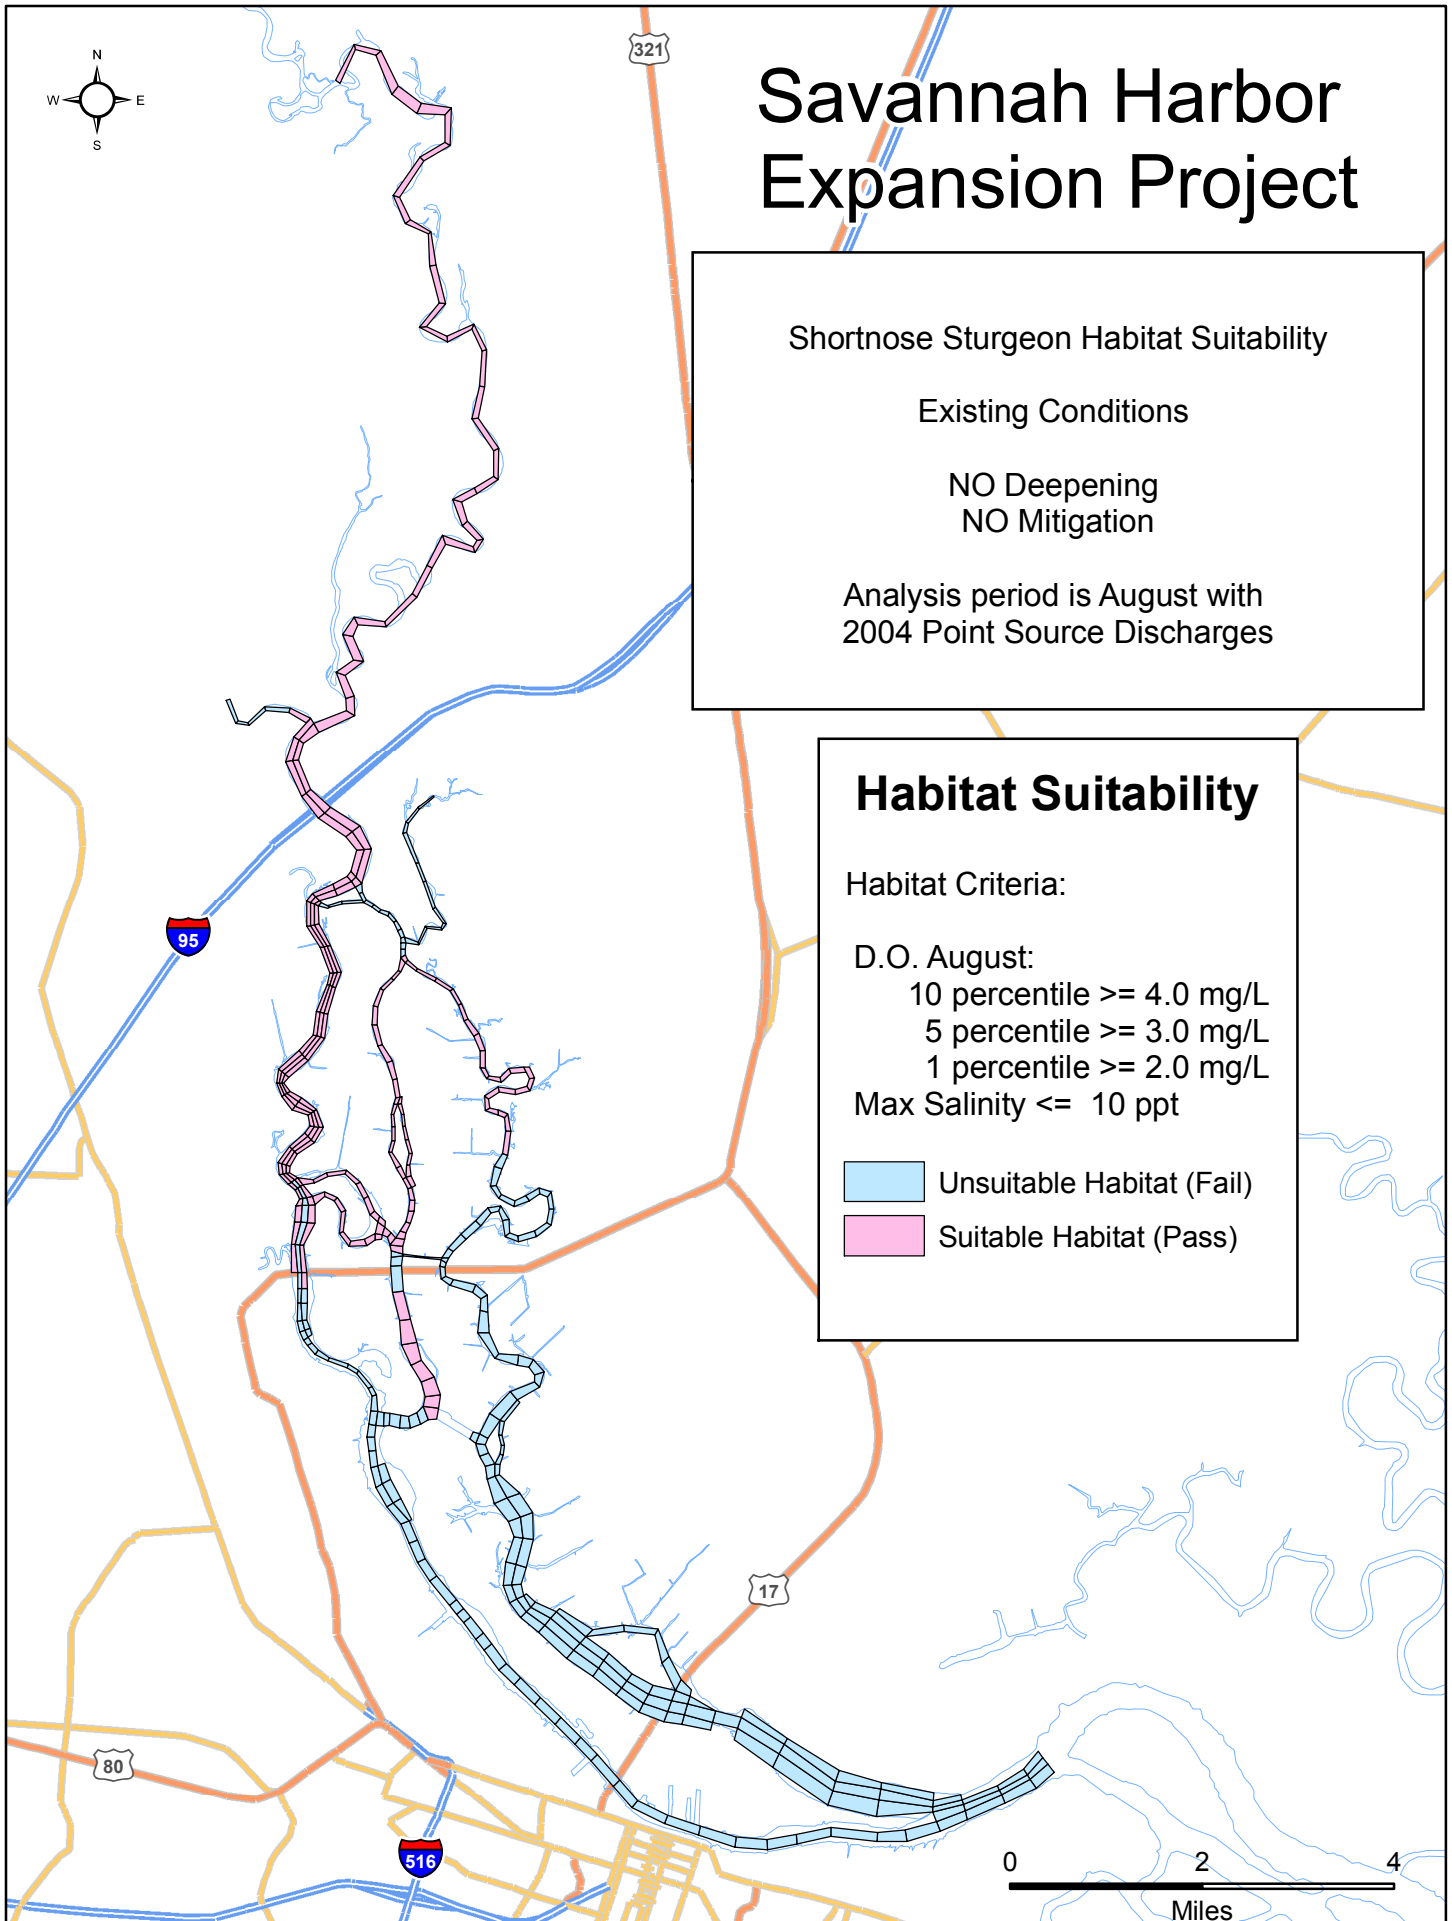 N
W E
S
321
Savannah Harbor
Expansion Project
Shortnose Sturgeon Habitat Suitability
Existing Conditions
NO Deepening
NO Mitigation
Analysis period is August with
2004 Point Source Discharges
Habitat Suitability
Habitat Criteria:
D.O. August:
10 percentile >= 4.0 mg/L
5 percentile >= 3.0 mg/L
1 percentile >= 2.0 mg/L
Max Salinity <= 10 ppt
Unsuitable Habitat (Fail)
Suitable Habitat (Pass)
95
17
80
516
0 2 4
Miles